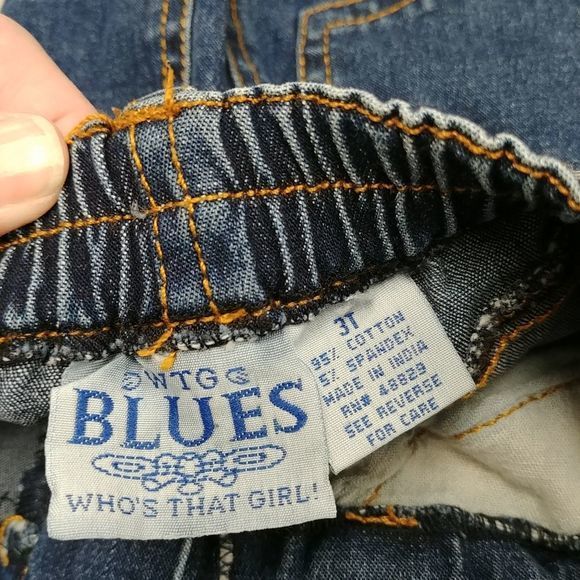 WTG
BLUES
WHO'S THAT GIRL!
3T
95% COTTON
5% SPANDEX
MADE IN INDIA
RN# 48829
SEE REVERSE
FOR CARE